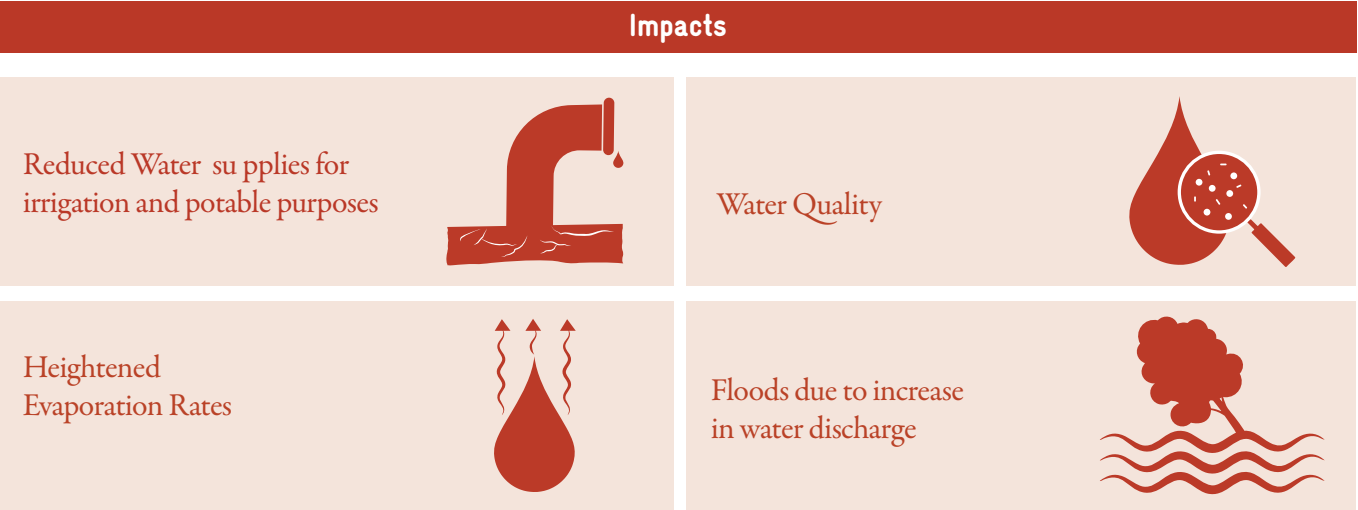 Impacts
Reduced Water su pplies for
irrigation and potable purposes
Water Quality
Heightened
Evaporation Rates
Floods due to increase
in water discharge